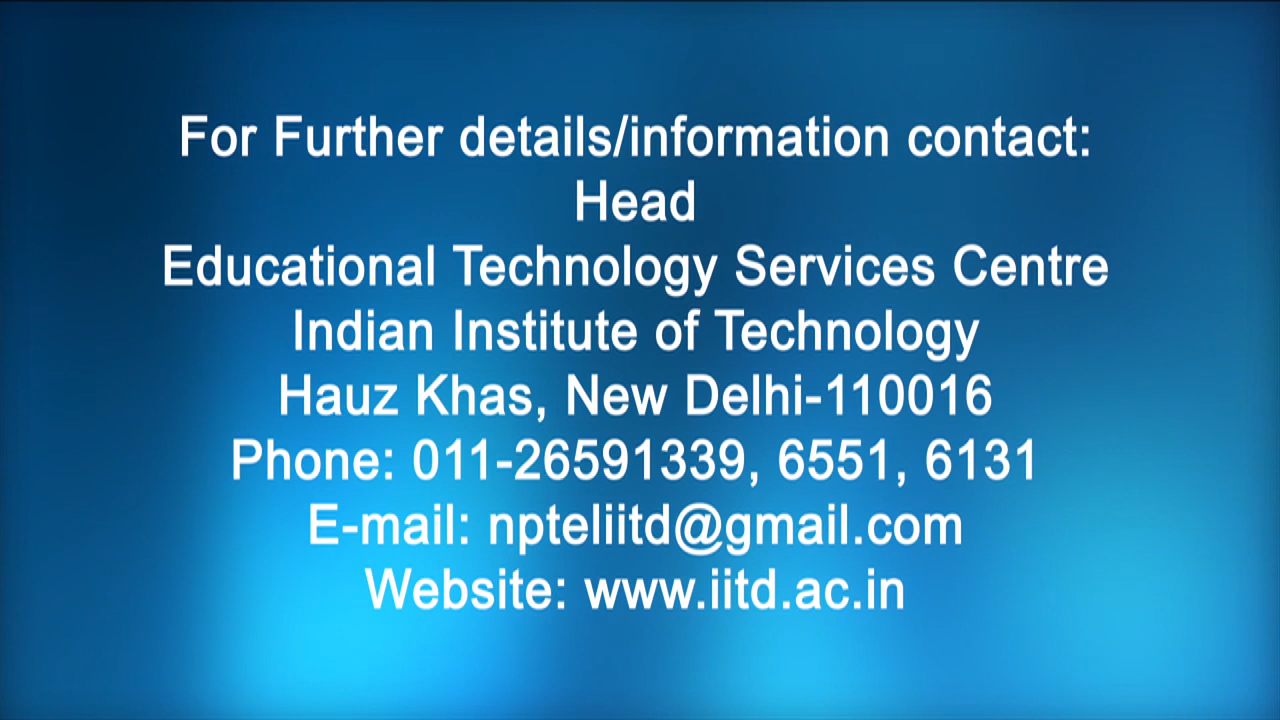 For Further details/information contact:
Head
Educational Technology Services Centre
Indian Institute of Technology
Hauz Khas, New Delhi-110016
Phone: 011-26591339, 6551, 6131
E-mail: npteliitd@gmail.com
Website: www.iitd.ac.in